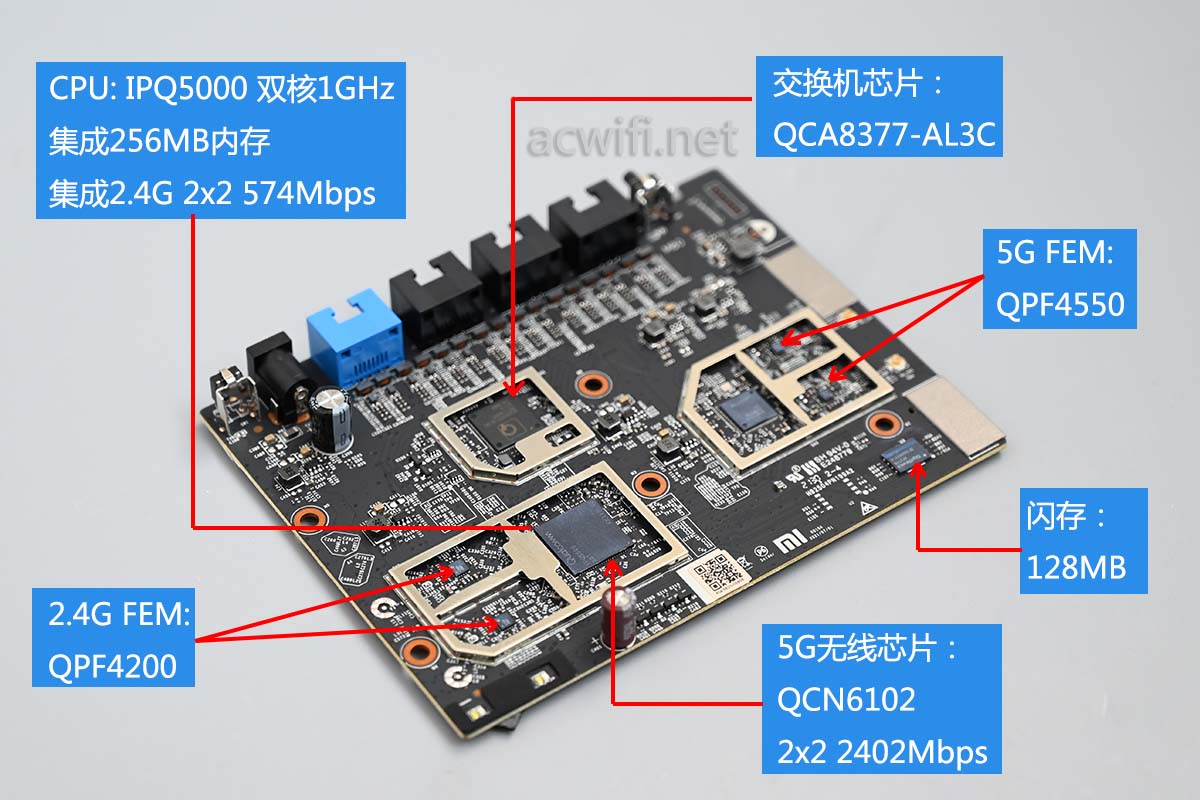 CPU: IPQ5000 双核1GHz
集成256MB内存
集成2.4G 2x2 574Mbps
交换机芯片：
QCA8377-AL3C
acwifi.net
5G FEM:
QPF4550
闪存：
128MB
2.4G FEM:
QPF4200
5G无线芯片：
QCN6102
2x2 2402Mbps
mi